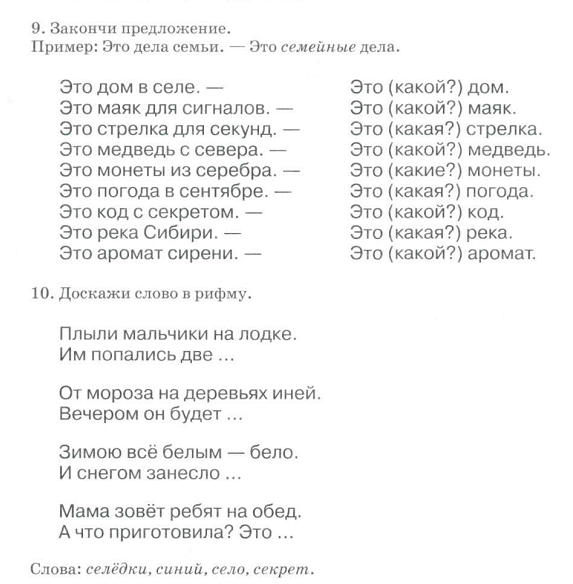 9. Закончи предложение.
Пример: Это дела семьи. — Это семейные дела.
Это дом в селе. — Это (какой?) дом.
Это маяк для сигналов. — Это (какой?) маяк.
Это стрелка для секунд. — Это (какая?) стрелка.
Это медведь с севера. — Это (какой?) медведь.
Это монеты из серебра. — Это (какие?) монеты.
Это погода в сентябре. — Это (какая?) погода.
Это код с секретом. — Это (какой?) код.
Это река Сибири. — Это (какая?) река.
Это аромат сирени. — Это (какой?) аромат.
10. Доскажи слово в рифму.
Плыли мальчики на лодке.
Им попались две ...
От мороза на деревьях иней.
Вечером он будет ...
Зимою всё белым — бело.
И снегом занесло ...
Мама зовёт ребят на обед.
А что приготовила? Это ...
Слова: селёдки, синий, село, секрет.